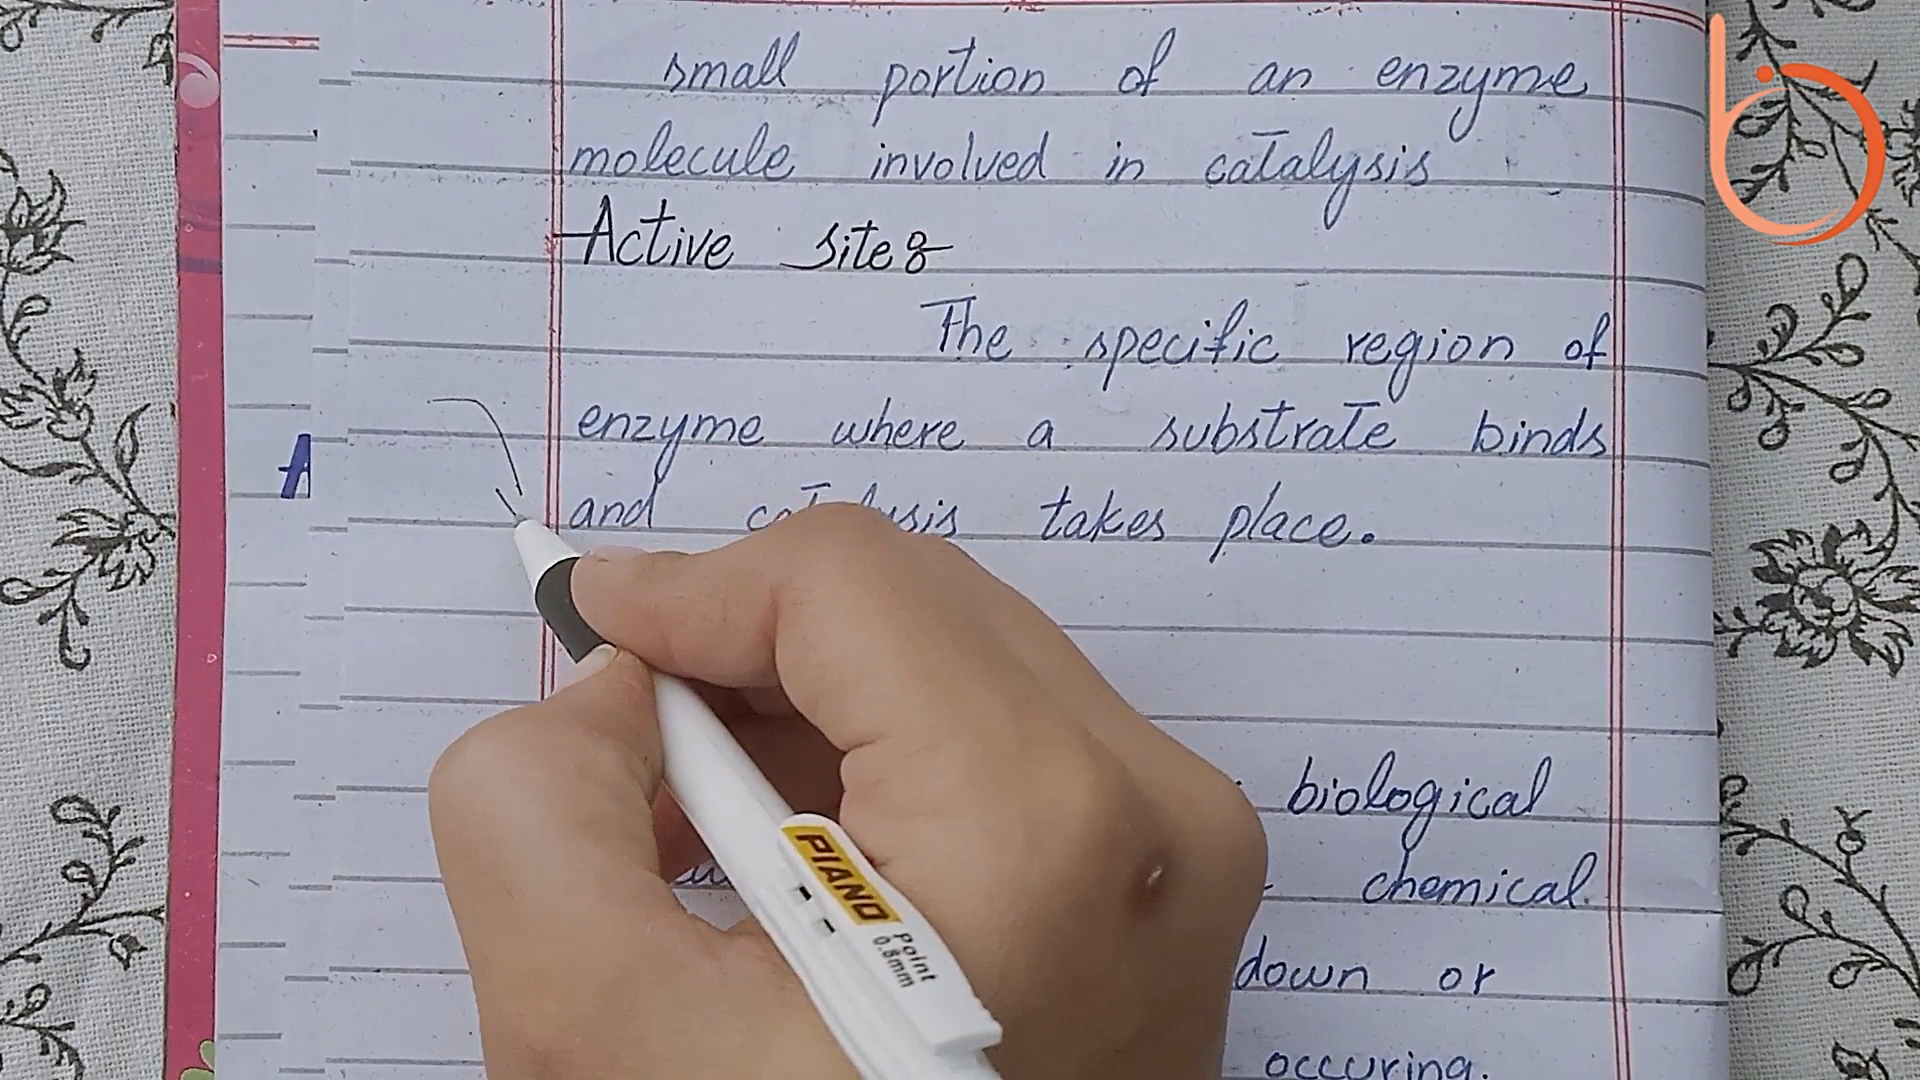 small portion of an enzyme
molecule involved in catalysis
Active site:-
The specific region of
enzyme where a substrate binds
and catalysis takes place.
A
biological
chemical.
down or
occuring.
PIANO
Point
0.8mm